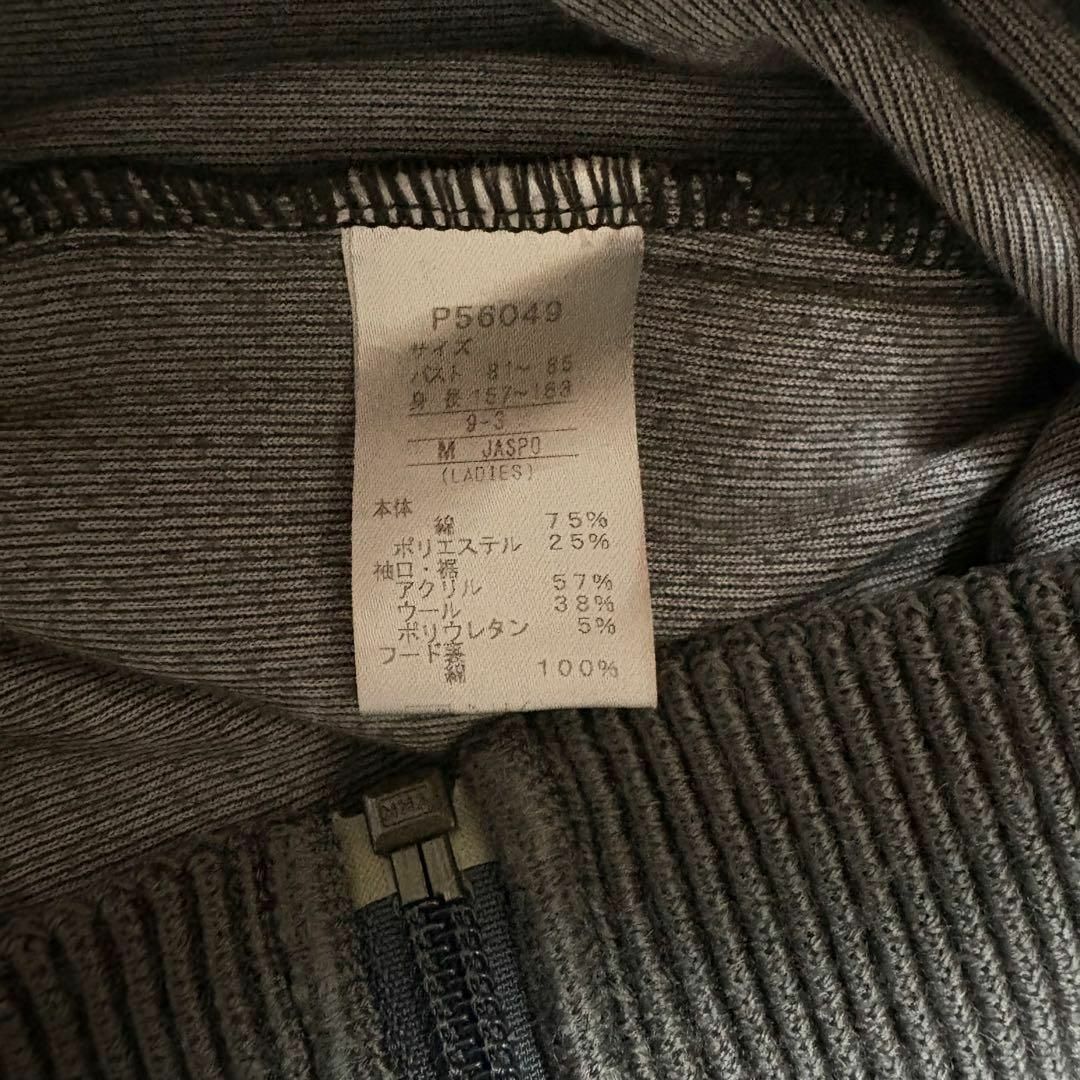 P56049
サイズ
バスト 81～85
身長 157～163
9-3
M JASPO
(LADIES)
本体
綿 75%
ポリエステル 25%
袖口・裾
アクリル 57%
ウール 38%
ポリウレタン 5%
フード裏
綿 100%
YKK